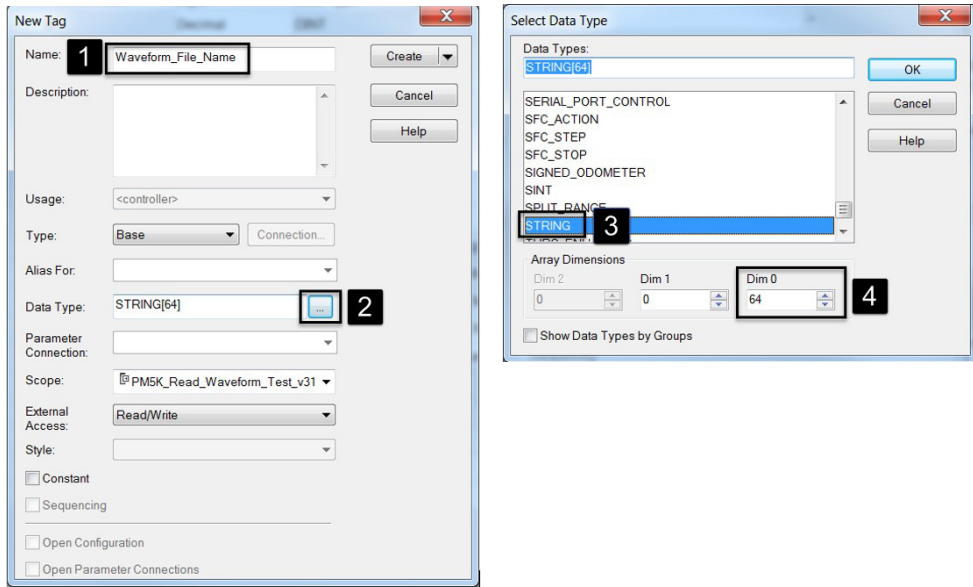 New Tag
Name:
1
Waveform_File_Name
Create
Description:
Cancel
Help
Usage:
<controller>
Type:
Base
Connection...
Alias For:
Data Type:
STRING[64]
...
2
Parameter
Connection:
Scope:
PM5K_Read_Waveform_Test_v31
External
Access:
Read/Write
Style:
Constant
Sequencing
Open Configuration
Open Parameter Connections
Select Data Type
Data Types:
STRING[64]
OK
SERIAL_PORT_CONTROL
Cancel
SFC_ACTION
SFC_STEP
Help
SFC_STOP
SIGNED_ODOMETER
SINT
SPLIT_RANGE
STRING
3
Array Dimensions
Dim 2
Dim 1
Dim 0
0
0
64
4
Show Data Types by Groups